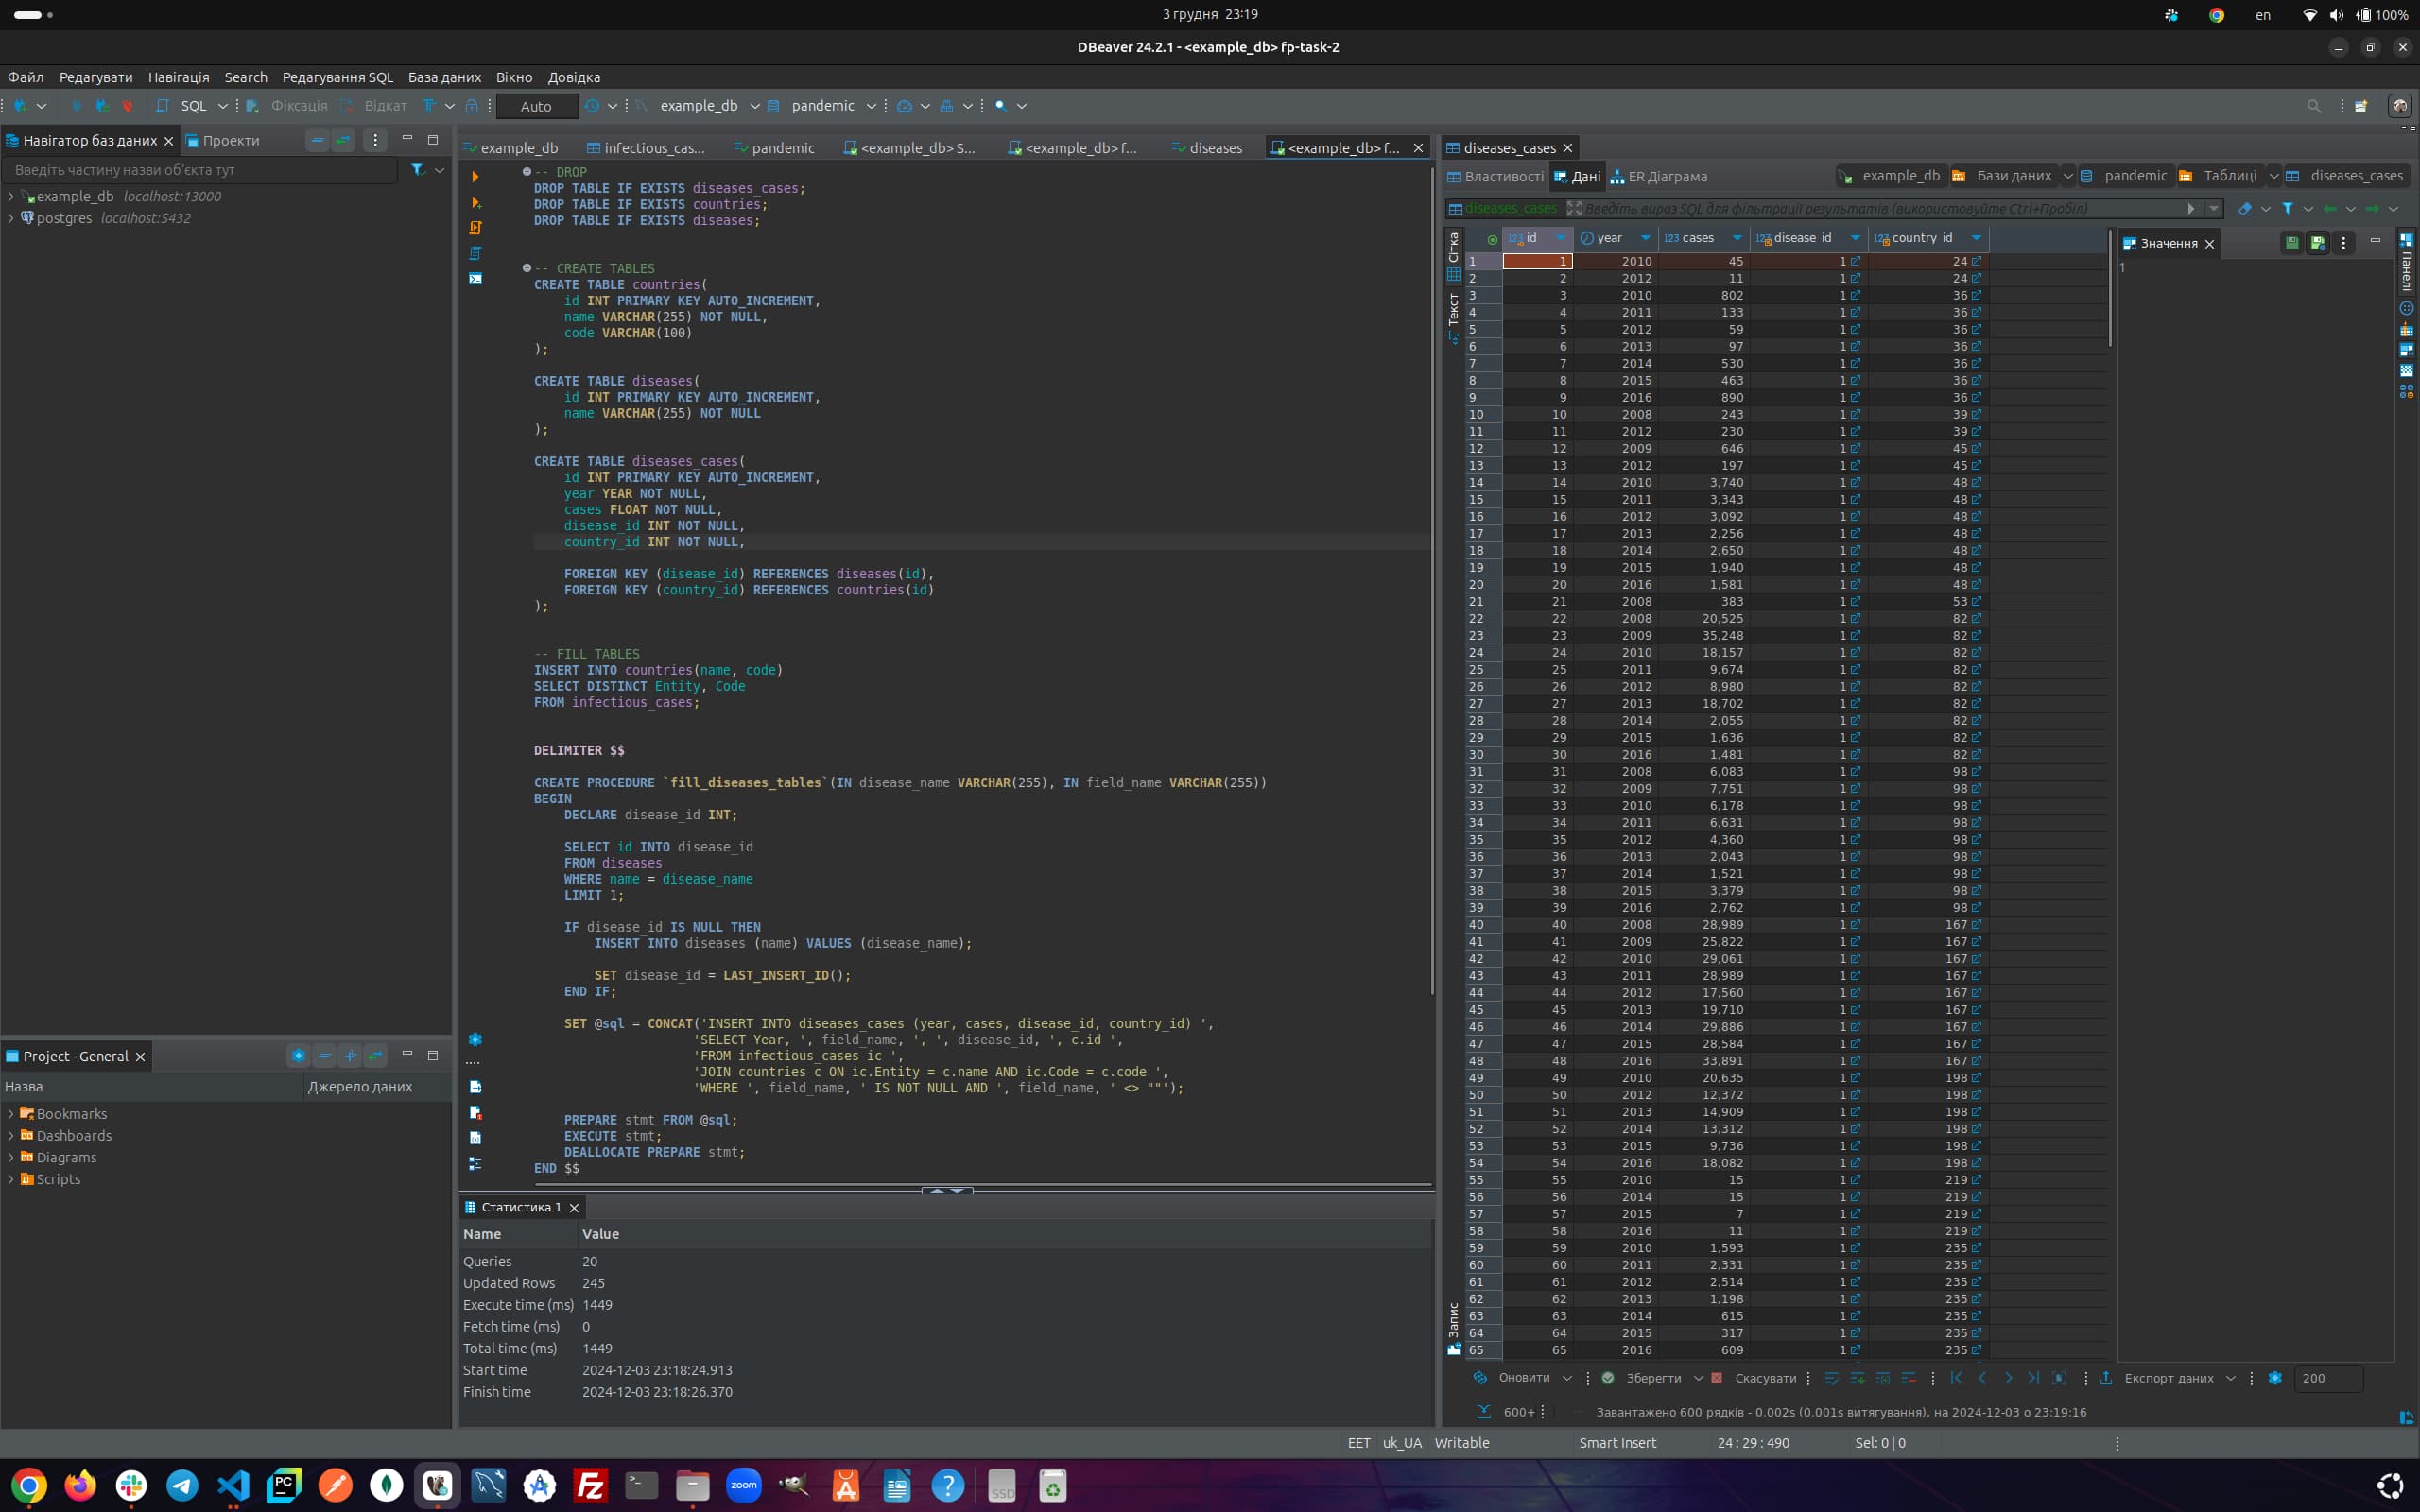 3 грудня 23:19
en
100%
DBeaver 24.2.1 - <example_db> fp-task-2
Файл Редагувати Навігація Search Редагування SQL База даних Вікно Довідка
SQL Фіксація Відкат Auto example_db pandemic
Навігатор баз даних Проекти
Введіть частину назви об'єкта тут
example_db localhost:13000
postgres localhost:5432
Project - General
Назва Джерело даних
Bookmarks
Dashboards
Diagrams
Scripts
example_db infectious_cas... pandemic <example_db> S... <example_db> f... diseases <example_db> f...
-- DROP
DROP TABLE IF EXISTS diseases_cases;
DROP TABLE IF EXISTS countries;
DROP TABLE IF EXISTS diseases;
-- CREATE TABLES
CREATE TABLE countries(
id INT PRIMARY KEY AUTO_INCREMENT,
name VARCHAR(255) NOT NULL,
code VARCHAR(100)
);
CREATE TABLE diseases(
id INT PRIMARY KEY AUTO_INCREMENT,
name VARCHAR(255) NOT NULL
);
CREATE TABLE diseases_cases(
id INT PRIMARY KEY AUTO_INCREMENT,
year YEAR NOT NULL,
cases FLOAT NOT NULL,
disease_id INT NOT NULL,
country_id INT NOT NULL,
FOREIGN KEY (disease_id) REFERENCES diseases(id),
FOREIGN KEY (country_id) REFERENCES countries(id)
);
-- FILL TABLES
INSERT INTO countries(name, code)
SELECT DISTINCT Entity, Code
FROM infectious_cases;
DELIMITER $$
CREATE PROCEDURE `fill_diseases_tables`(IN disease_name VARCHAR(255), IN field_name VARCHAR(255))
BEGIN
DECLARE disease_id INT;
SELECT id INTO disease_id
FROM diseases
WHERE name = disease_name
LIMIT 1;
IF disease_id IS NULL THEN
INSERT INTO diseases (name) VALUES (disease_name);
SET disease_id = LAST_INSERT_ID();
END IF;
SET @sql = CONCAT('INSERT INTO diseases_cases (year, cases, disease_id, country_id) ',
'SELECT Year, ', field_name, ', ', disease_id, ', c.id ',
'FROM infectious_cases ic ',
'JOIN countries c ON ic.Entity = c.name AND ic.Code = c.code ',
'WHERE ', field_name, ' IS NOT NULL AND ', field_name, ' <> ""');
PREPARE stmt FROM @sql;
EXECUTE stmt;
DEALLOCATE PREPARE stmt;
END $$
Статистика 1
Name Value
Queries 20
Updated Rows 245
Execute time (ms) 1449
Fetch time (ms) 0
Total time (ms) 1449
Start time 2024-12-03 23:18:24.913
Finish time 2024-12-03 23:18:26.370
diseases_cases
Властивості Дані ER Діаграма example_db Бази даних pandemic Таблиці diseases_cases
diseases_cases Введіть вираз SQL для фільтрації результатів (використовуйте Ctrl+Пробіл)
Сітка
Текст
Запис
123 id year 123 cases 123 disease_id 123 country_id
1 1 2010 45 1 24
2 2 2012 11 1 24
3 3 2010 802 1 36
4 4 2011 133 1 36
5 5 2012 59 1 36
6 6 2013 97 1 36
7 7 2014 530 1 36
8 8 2015 463 1 36
9 9 2016 890 1 36
10 10 2008 243 1 39
11 11 2012 230 1 39
12 12 2009 646 1 45
13 13 2012 197 1 45
14 14 2010 3,740 1 48
15 15 2011 3,343 1 48
16 16 2012 3,092 1 48
17 17 2013 2,256 1 48
18 18 2014 2,650 1 48
19 19 2015 1,940 1 48
20 20 2016 1,581 1 48
21 21 2008 383 1 53
22 22 2008 20,525 1 82
23 23 2009 35,248 1 82
24 24 2010 18,157 1 82
25 25 2011 9,674 1 82
26 26 2012 8,980 1 82
27 27 2013 18,702 1 82
28 28 2014 2,055 1 82
29 29 2015 1,636 1 82
30 30 2016 1,481 1 82
31 31 2008 6,083 1 98
32 32 2009 7,751 1 98
33 33 2010 6,178 1 98
34 34 2011 6,631 1 98
35 35 2012 4,360 1 98
36 36 2013 2,043 1 98
37 37 2014 1,521 1 98
38 38 2015 3,379 1 98
39 39 2016 2,762 1 98
40 40 2008 28,989 1 167
41 41 2009 25,822 1 167
42 42 2010 29,061 1 167
43 43 2011 28,989 1 167
44 44 2012 17,560 1 167
45 45 2013 19,710 1 167
46 46 2014 29,886 1 167
47 47 2015 28,584 1 167
48 48 2016 33,891 1 167
49 49 2010 20,635 1 198
50 50 2012 12,372 1 198
51 51 2013 14,909 1 198
52 52 2014 13,312 1 198
53 53 2015 9,736 1 198
54 54 2016 18,082 1 198
55 55 2010 15 1 219
56 56 2014 15 1 219
57 57 2015 7 1 219
58 58 2016 11 1 219
59 59 2010 1,593 1 235
60 60 2011 2,331 1 235
61 61 2012 2,514 1 235
62 62 2013 1,198 1 235
63 63 2014 615 1 235
64 64 2015 317 1 235
65 65 2016 609 1 235
Значення
1
Панелі
Оновити Зберегти Скасувати Експорт даних 200
600+ Завантажено 600 рядків - 0.002s (0.001s витягування), на 2024-12-03 о 23:19:16
EET uk_UA Writable Smart Insert 24 : 29 : 490 Sel: 0 | 0
PC
Fz
zoom
SSD